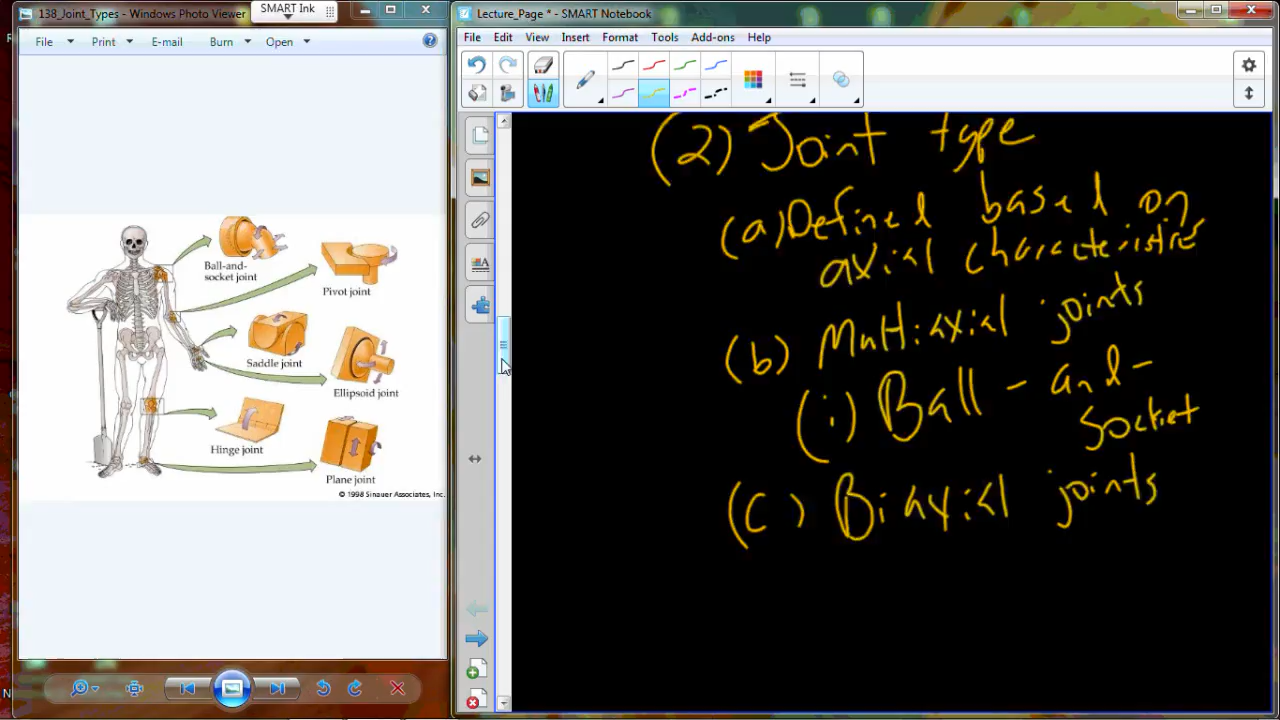 138_Joint_Types - Windows Photo Viewer
SMART Ink
File Print E-mail Burn Open
Ball-and-
socket joint
Pivot joint
Saddle joint
Ellipsoid joint
Hinge joint
Plane joint
© 1998 Sinauer Associates, Inc.
Lecture_Page * - SMART Notebook
File Edit View Insert Format Tools Add-ons Help
(2) Joint type
(a) Defined based on
axial characteristics
(b) Multiaxial joints
(i) Ball-and-
socket
(c) Biaxial joints